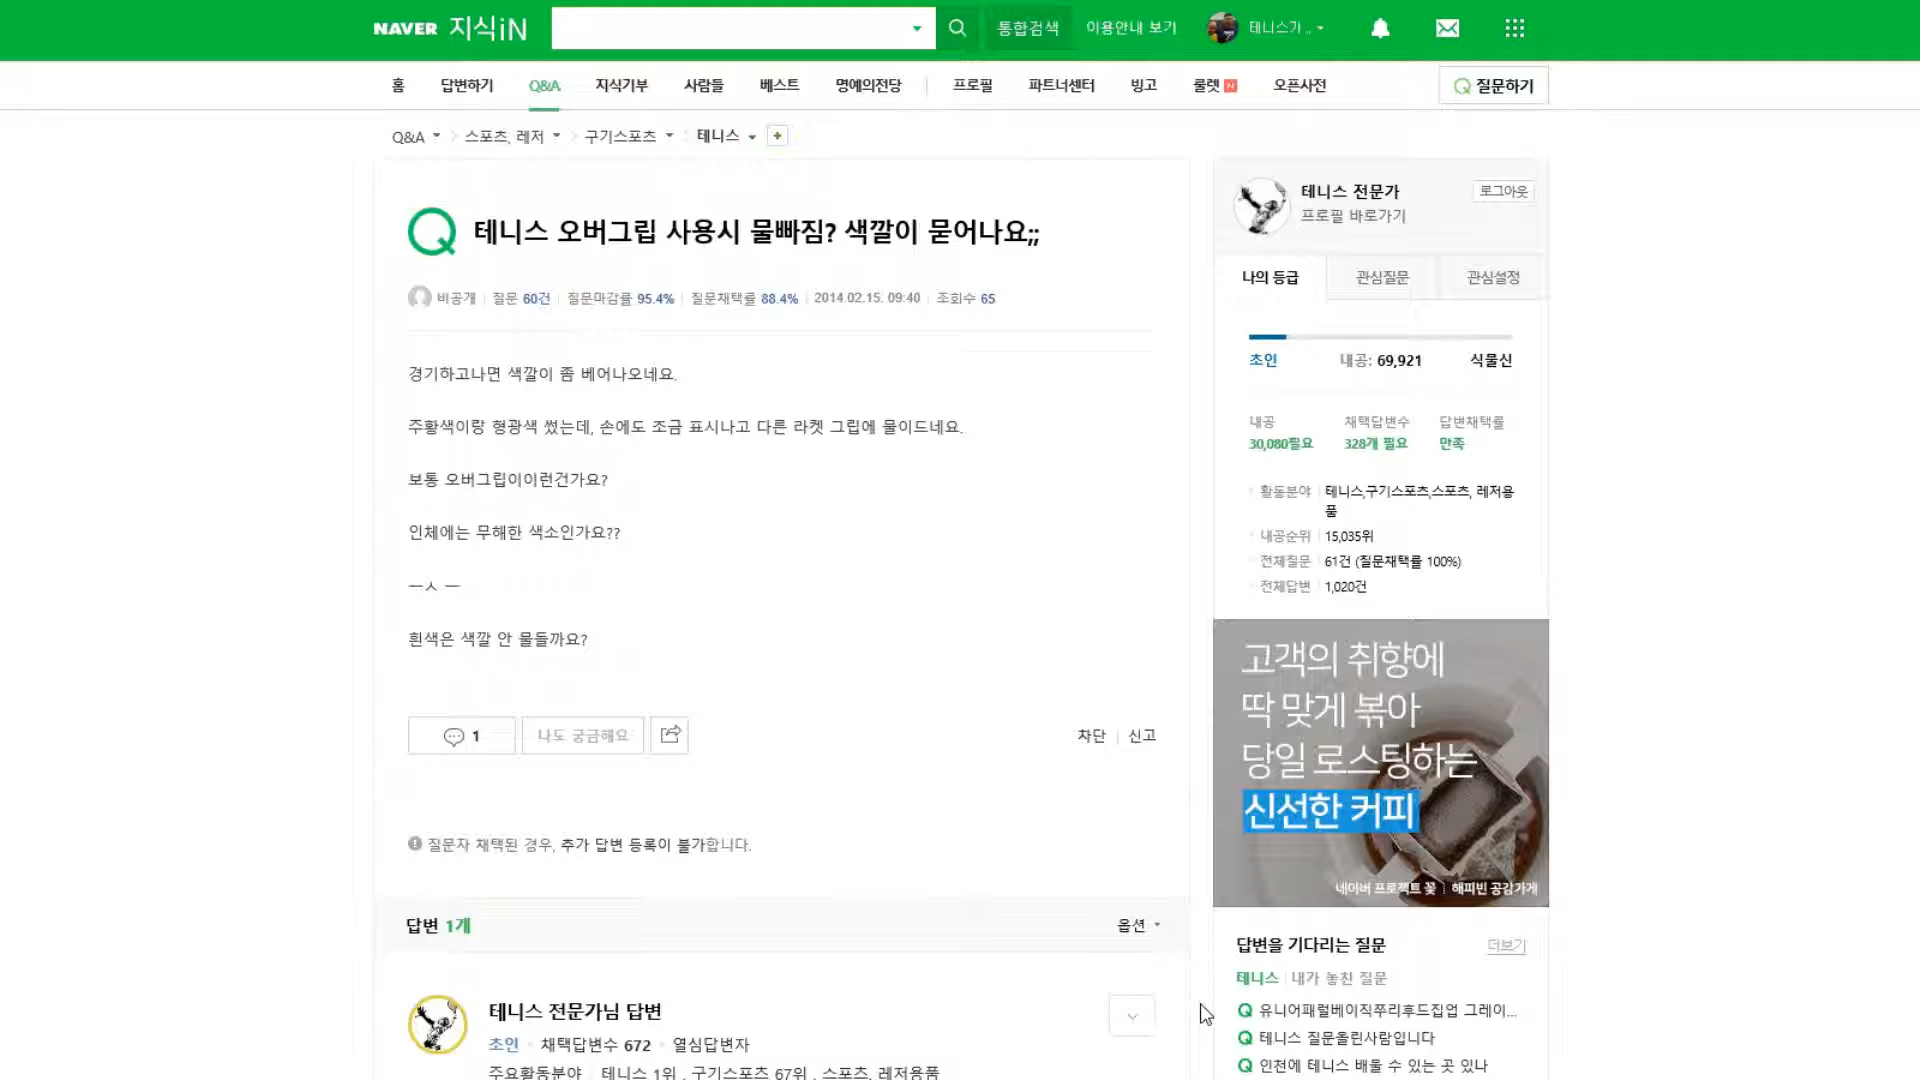 NAVER 지식iN
통합검색
이용안내 보기
테니스가 ..
홈
답변하기
Q&A
지식기부
사람들
베스트
명예의전당
프로필
파트너센터
빙고
룰렛 N
오픈사전
질문하기
Q&A
스포츠, 레저
구기스포츠
테니스
테니스 오버그립 사용시 물빠짐? 색깔이 묻어나요;;
비공개 질문 60건 질문마감률 95.4% 질문채택률 88.4% 2014.02.15. 09:40 조회수 65
경기하고나면 색깔이 좀 베어나오네요.
주황색이랑 형광색 썼는데, 손에도 조금 표시나고 다른 라켓 그립에 물이드네요.
보통 오버그립이이런건가요?
인체에는 무해한 색소인가요??
ㅡㅅ ㅡ
흰색은 색깔 안 물들까요?
1
나도 궁금해요
차단
신고
질문자 채택된 경우, 추가 답변 등록이 불가합니다.
답변 1개
옵션
테니스 전문가님 답변
초인 채택답변수 672 열심답변자
주요활동분야 테니스 1위 , 구기스포츠 67위 , 스포츠, 레저용품
테니스 전문가
로그아웃
프로필 바로가기
나의 등급
관심질문
관심설정
초인
내공: 69,921
식물신
내공 채택답변수 답변채택률
30,080필요 328개 필요 만족
활동분야 테니스,구기스포츠,스포츠, 레저용
품
내공순위 15,035위
전체질문 61건 (질문채택률 100%)
전체답변 1,020건
고객의 취향에
딱 맞게 볶아
당일 로스팅하는
신선한 커피
네이버 프로젝트 꽃 해피빈 공감가게
답변을 기다리는 질문
더보기
테니스 내가 놓친 질문
유니어패럴베이직쭈리후드집업 그레이...
테니스 질문올린사람입니다
인천에 테니스 배울 수 있는 곳 있나